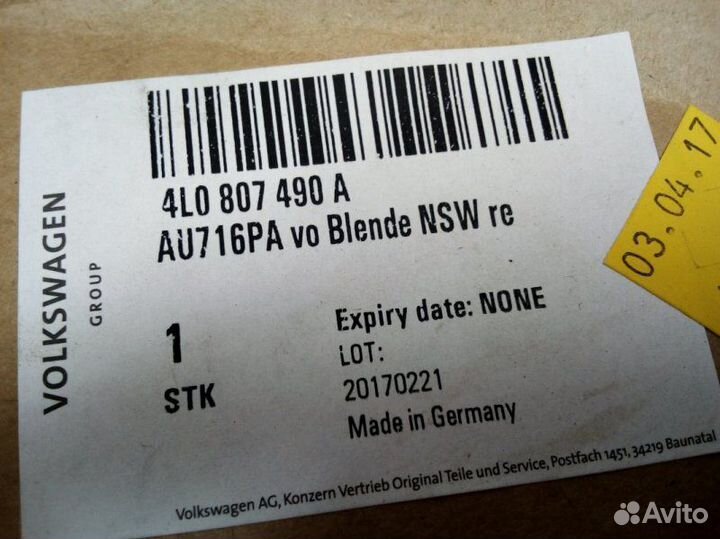 VOLKSWAGEN
GROUP
4L0 807 490 A
AU716PA vo Blende NSW re
1
STK
Expiry date: NONE
LOT:
20170221
Made in Germany
Volkswagen AG, Konzern Vertrieb Original Teile und Service, Postfach 1451, 34219 Baunatal
03.04.17
Avito